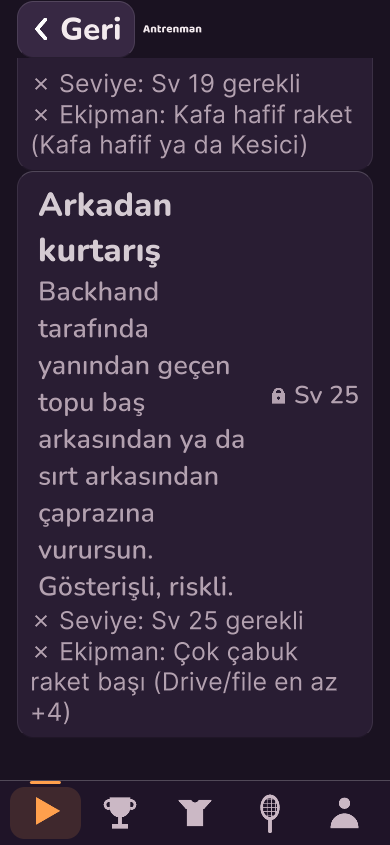 Geri
Antrenman
× Seviye: Sv 19 gerekli
× Ekipman: Kafa hafif raket
(Kafa hafif ya da Kesici)
Arkadan
kurtarış
Backhand
tarafında
yanından geçen
topu baş
arkasından ya da
sırt arkasından
çaprazına
vurursun.
Gösterişli, riskli.
Sv 25
× Seviye: Sv 25 gerekli
× Ekipman: Çok çabuk
raket başı (Drive/file en az
+4)